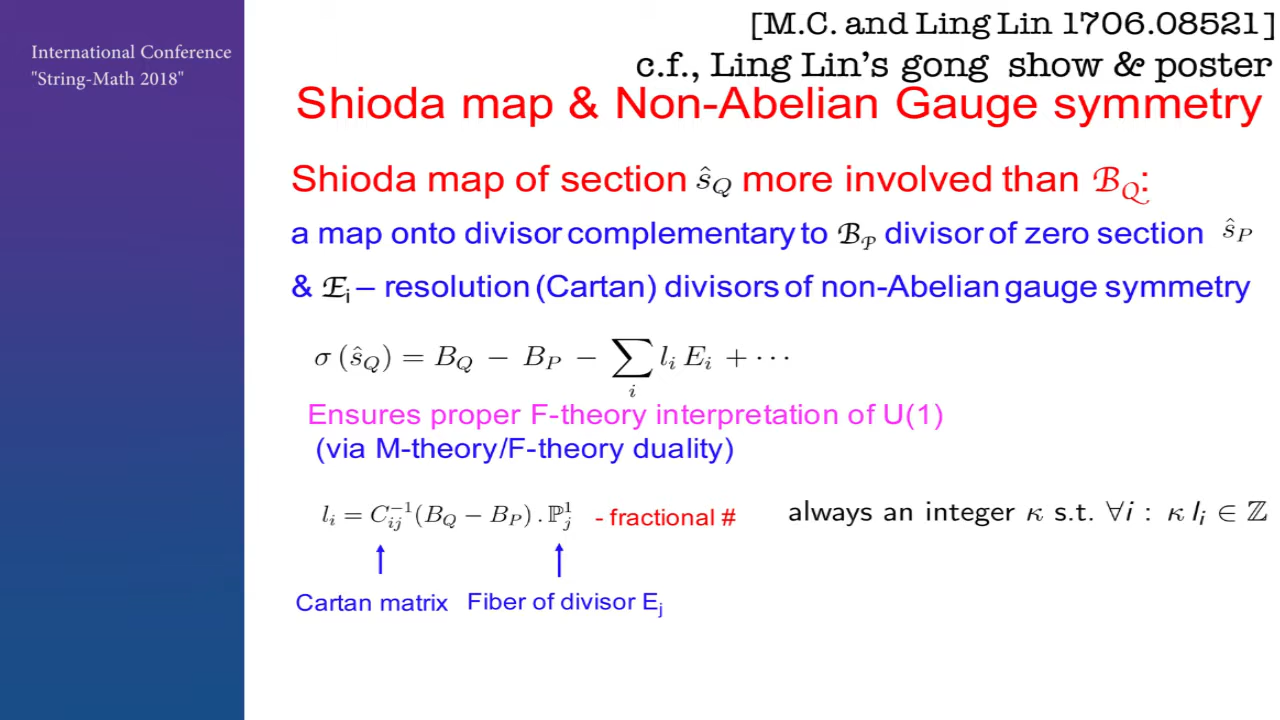 International Conference
"String-Math 2018"
[M.C. and Ling Lin 1706.08521]
c.f., Ling Lin's gong show & poster
Shioda map & Non-Abelian Gauge symmetry
Shioda map of section ŝ_Q more involved than ℬ_Q:
a map onto divisor complementary to ℬ_P divisor of zero section ŝ_P
& ℰ_i – resolution (Cartan) divisors of non-Abelian gauge symmetry
σ (ŝ_Q) = B_Q − B_P − ∑_i l_i E_i + ⋯
Ensures proper F-theory interpretation of U(1)
(via M-theory/F-theory duality)
l_i = C_{ij}^{−1}(B_Q − B_P) . ℙ_j^1 - fractional # always an integer κ s.t. ∀i : κ l_i ∈ ℤ
Cartan matrix Fiber of divisor E_j